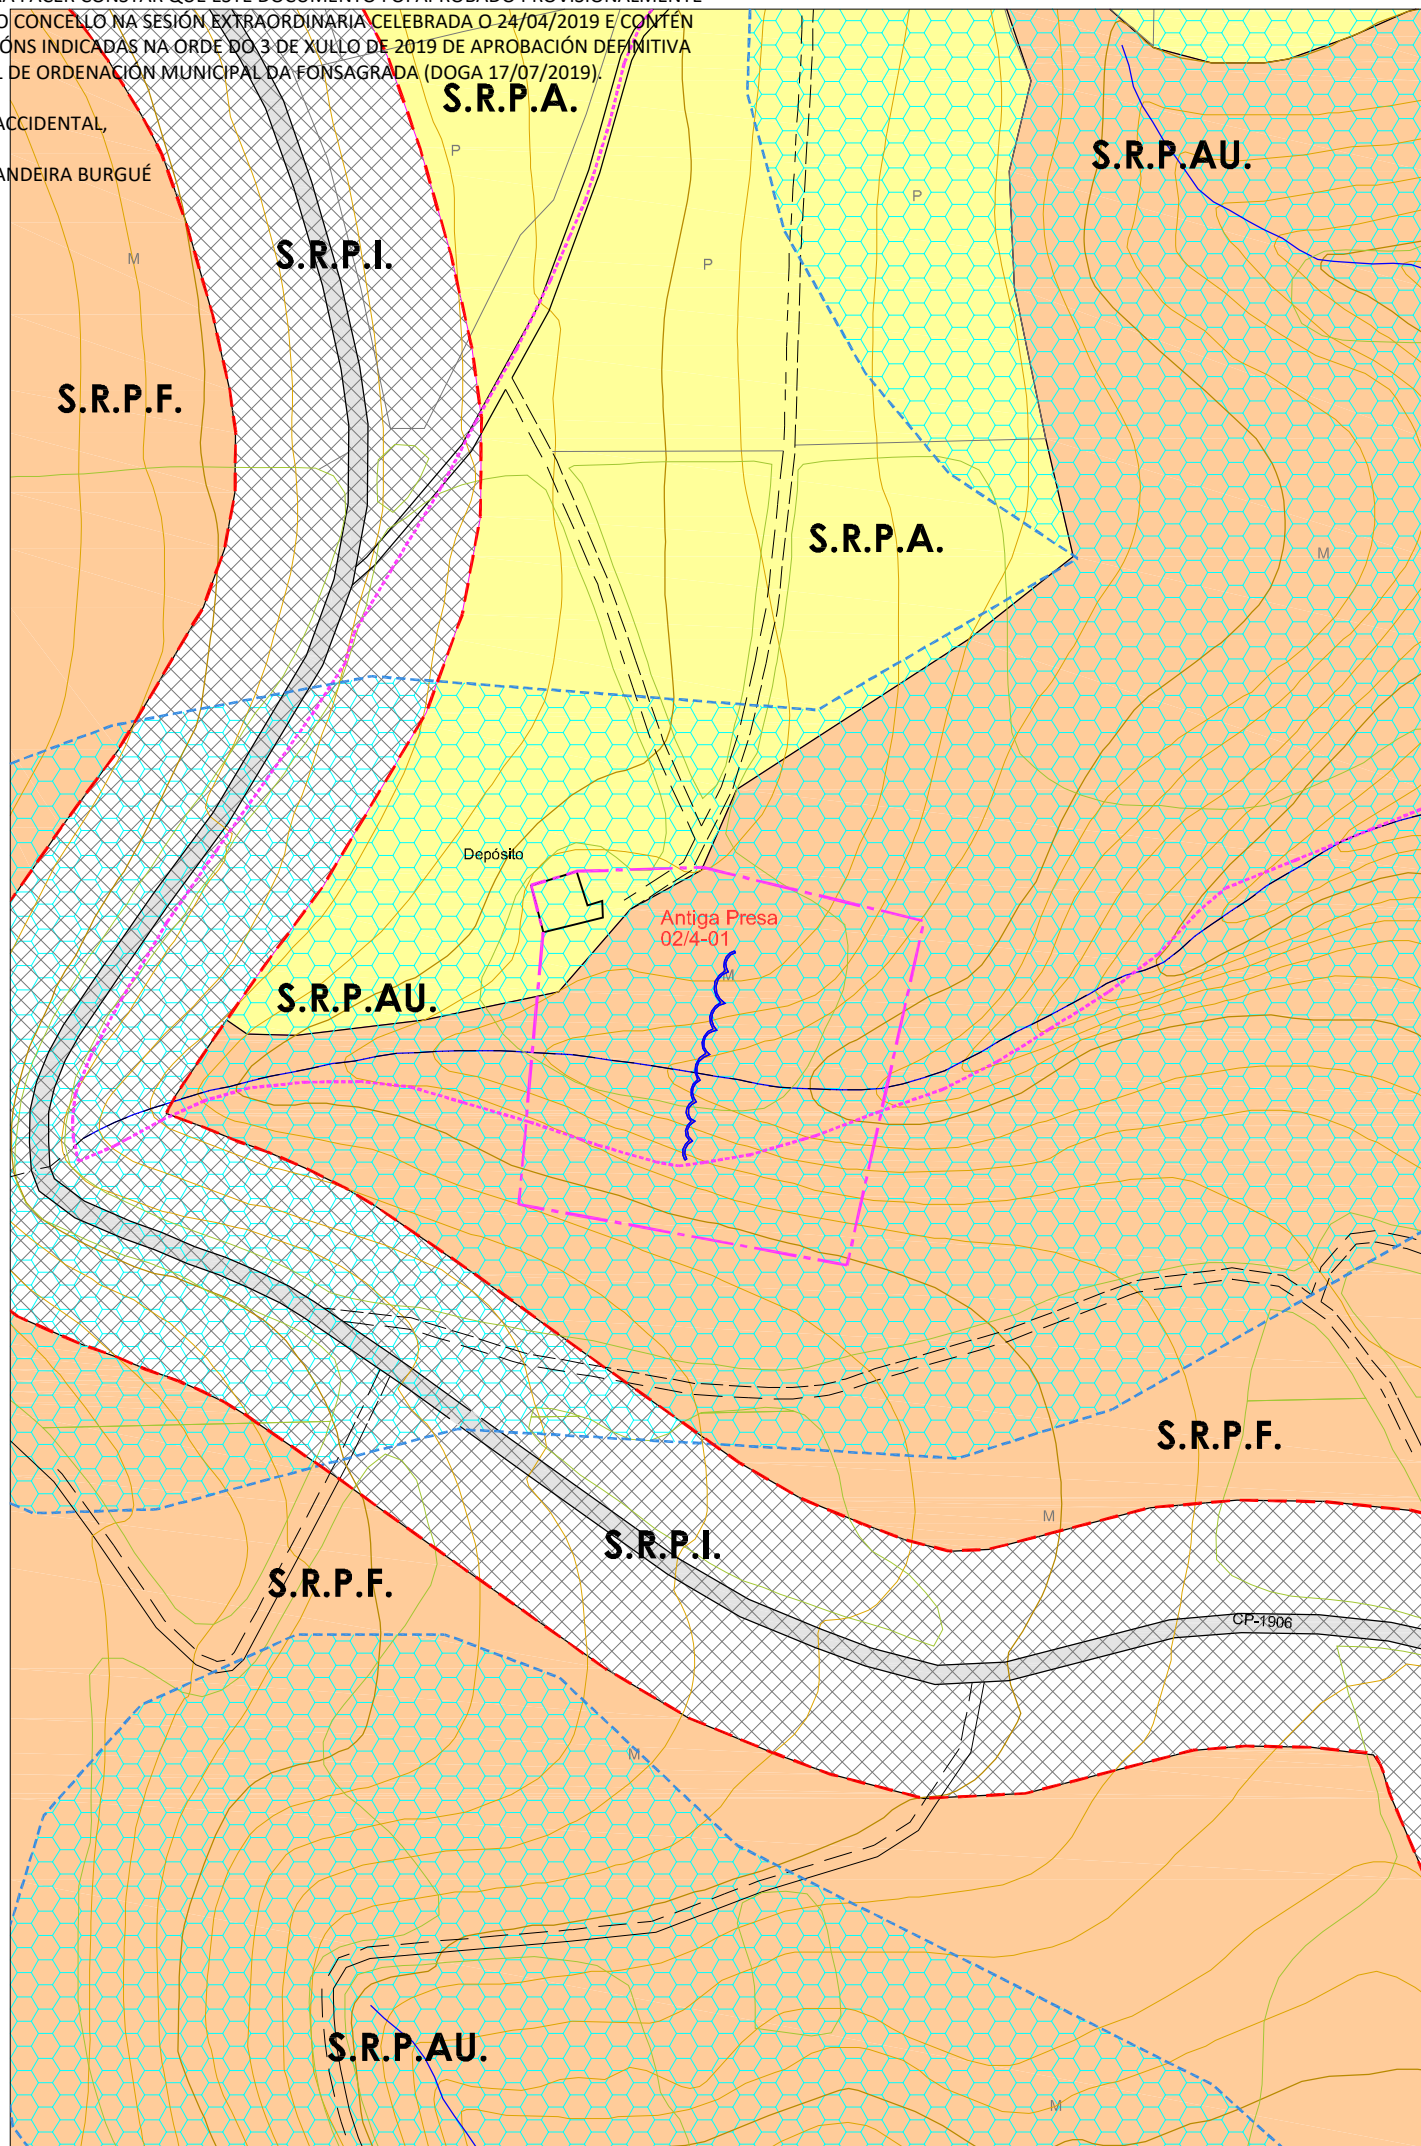 O CONCELLO NA SESIÓN EXTRAORDINARIA CELEBRADA O 24/04/2019 E CONTÉN
ÓNS INDICADAS NA ORDE DO 3 DE XULLO DE 2019 DE APROBACIÓN DEFINITIVA
L DE ORDENACIÓN MUNICIPAL DA FONSAGRADA (DOGA 17/07/2019).
S.R.P.A.
ACCIDENTAL,
P
S.R.P.AU.
ANDEIRA BURGUÉ
P
S.R.P.I.
M
P
S.R.P.F.
S.R.P.A.
M
Depósito
Antiga Presa
02/4-01
M
S.R.P.AU.
S.R.P.F.
M
S.R.P.I.
S.R.P.F.
CP-1906
M
S.R.P.AU.
M